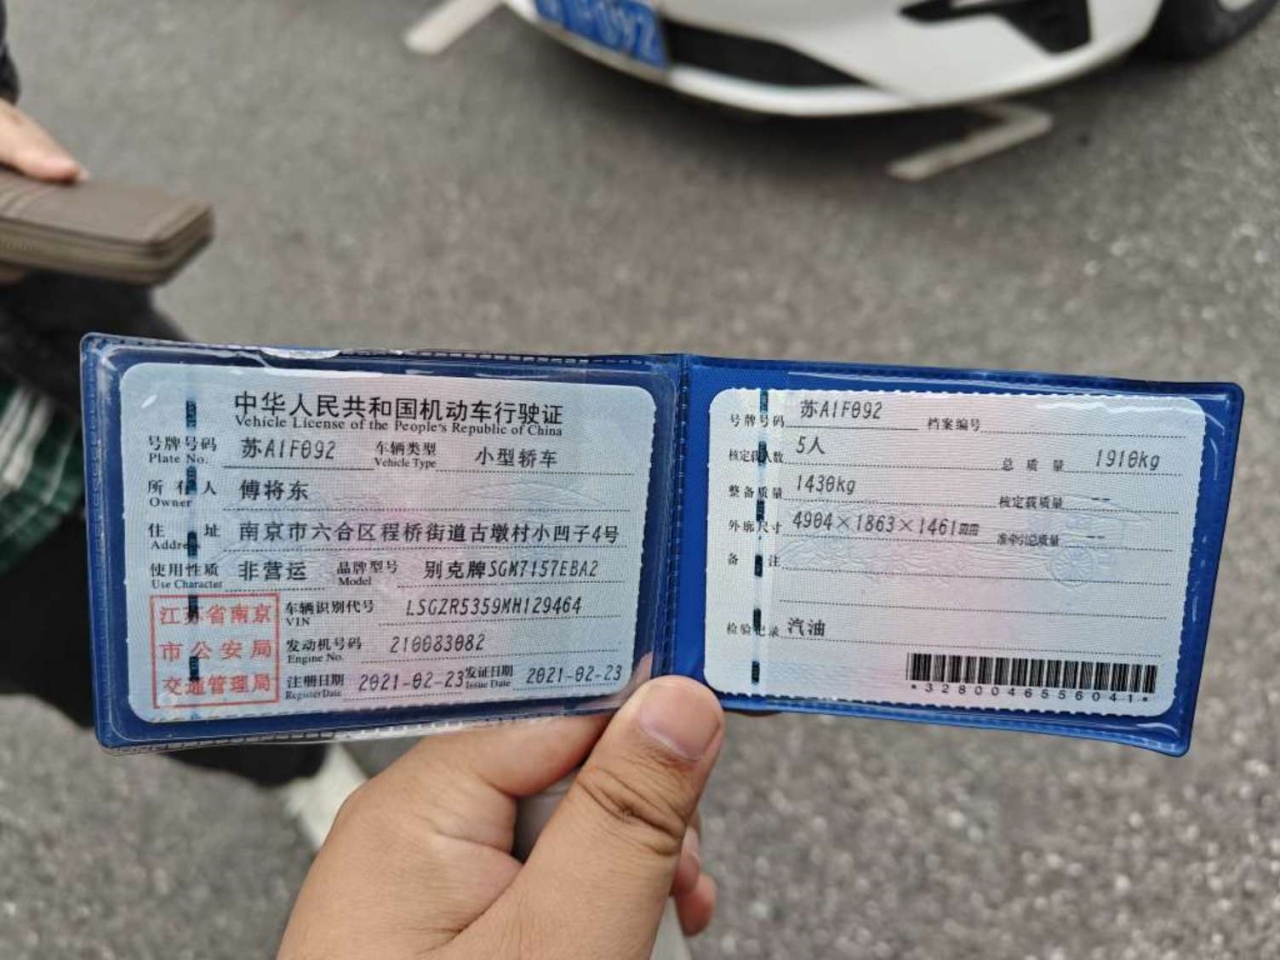 F092
中华人民共和国机动车行驶证
Vehicle License of the People's Republic of China
号牌号码 苏A1F092 车辆类型 小型轿车
Plate No. Vehicle Type
所有人 傅将东
Owner
住址 南京市六合区程桥街道古墩村小凹子4号
Address
使用性质 非营运 品牌型号 别克牌SGM7157EBA2
Use Character Model
江苏省南京
市公安局
交通管理局
车辆识别代号 LSGZR5359MH129464
VIN
发动机号码 210083082
Engine No.
注册日期 2021-02-23 发证日期 2021-02-23
Register Date Issue Date
号牌号码 苏A1F092 档案编号
核定载人数 5人 总质量 1910kg
整备质量 1430kg 核定载质量 --
外廓尺寸 4904×1863×1461mm 准牵引总质量 --
备注
检验记录 汽油
*3280046556041*